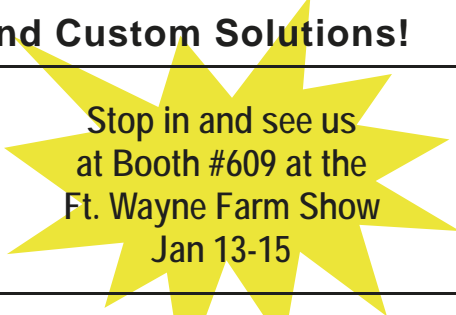 nd Custom Solutions!
Stop in and see us
at Booth #609 at the
Ft. Wayne Farm Show
Jan 13-15